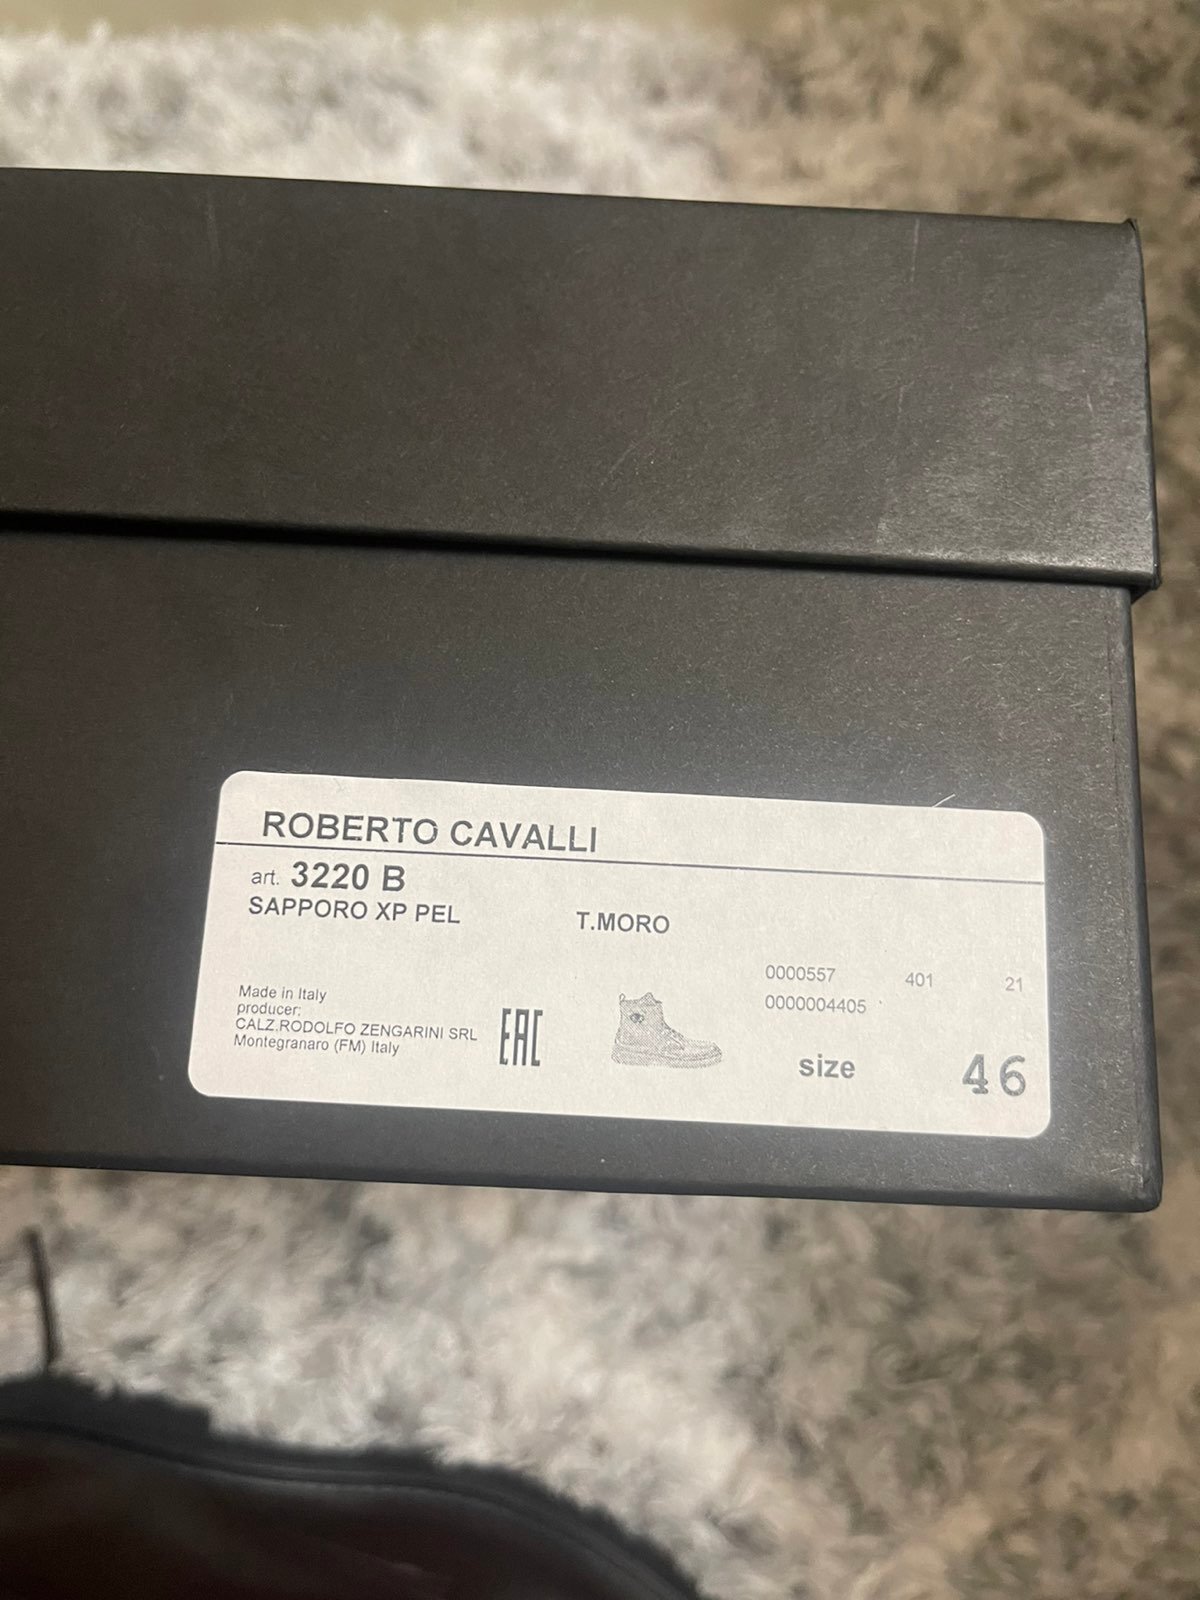 ROBERTO CAVALLI
art. 3220 B
SAPPORO XP PEL T.MORO
0000557 401 21
0000004405
Made in Italy
producer:
CALZ.RODOLFO ZENGARINI SRL
Montegranaro (FM) Italy
EAC
size 46